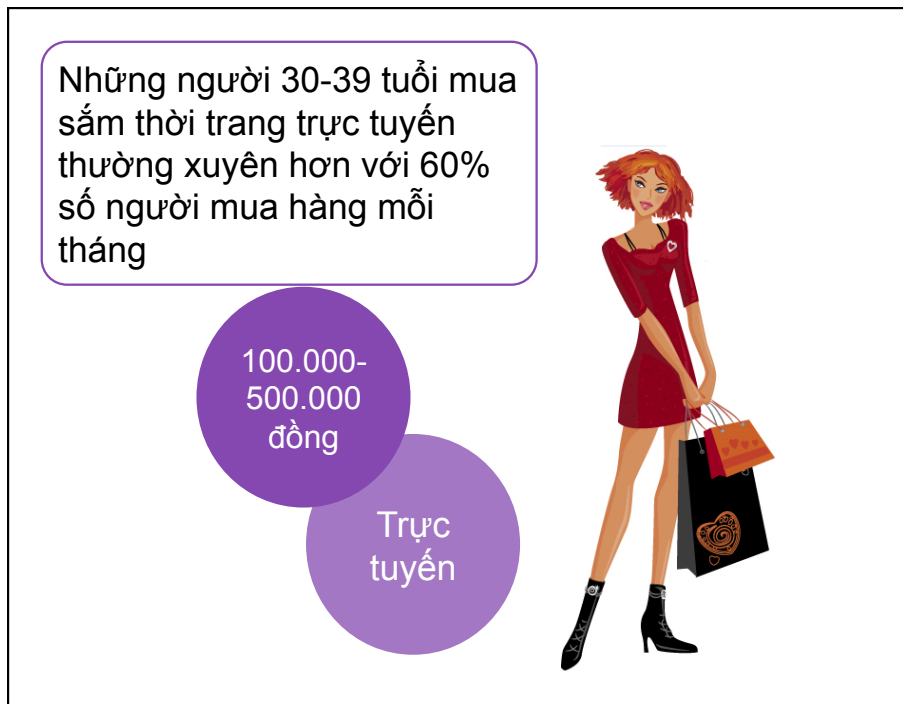 Những người 30-39 tuổi mua
sắm thời trang trực tuyến
thường xuyên hơn với 60%
số người mua hàng mỗi
tháng
100.000-
500.000
đồng
Trực
tuyến